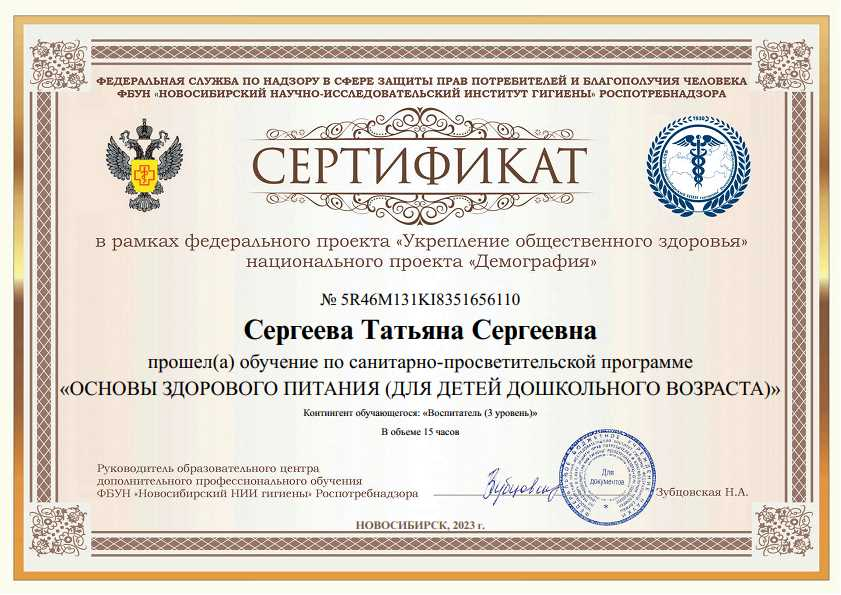 ФЕДЕРАЛЬНАЯ СЛУЖБА ПО НАДЗОРУ В СФЕРЕ ЗАЩИТЫ ПРАВ ПОТРЕБИТЕЛЕЙ И БЛАГОПОЛУЧИЯ ЧЕЛОВЕКА
ФБУН «НОВОСИБИРСКИЙ НАУЧНО-ИССЛЕДОВАТЕЛЬСКИЙ ИНСТИТУТ ГИГИЕНЫ» РОСПОТРЕБНАДЗОРА
СЕРТИФИКАТ
1930
в рамках федерального проекта «Укрепление общественного здоровья»
национального проекта «Демография»
№ 5R46M131KI8351656110
Сергеева Татьяна Сергеевна
прошел(а) обучение по санитарно-просветительской программе
«ОСНОВЫ ЗДОРОВОГО ПИТАНИЯ (ДЛЯ ДЕТЕЙ ДОШКОЛЬНОГО ВОЗРАСТА)»
Контингент обучающегося: «Воспитатель (3 уровень)»
В объеме 15 часов
Руководитель образовательного центра
дополнительного профессионального обучения
ФБУН «Новосибирский НИИ гигиены» Роспотребнадзора
Для
документов
Зубцовская Н.А.
НОВОСИБИРСК, 2023 г.